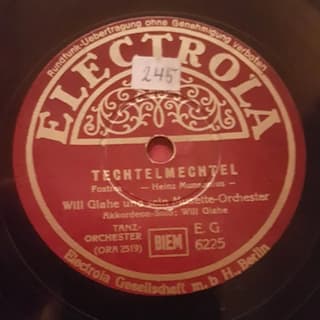 Rundfunk-Uebertragung ohne Genehmigung verboten
ELECTROLA
245
TECHTELMECHTEL
Foxtrot — Heinz Munsonius —
Will Glahe und sein Musette-Orchester
Akkordeon-Solo: Will Glahe
TANZ-
ORCHESTER
(ORA 2519)
BIEM
E. G
6225
Electrola Gesellschaft m. b H. Berlin